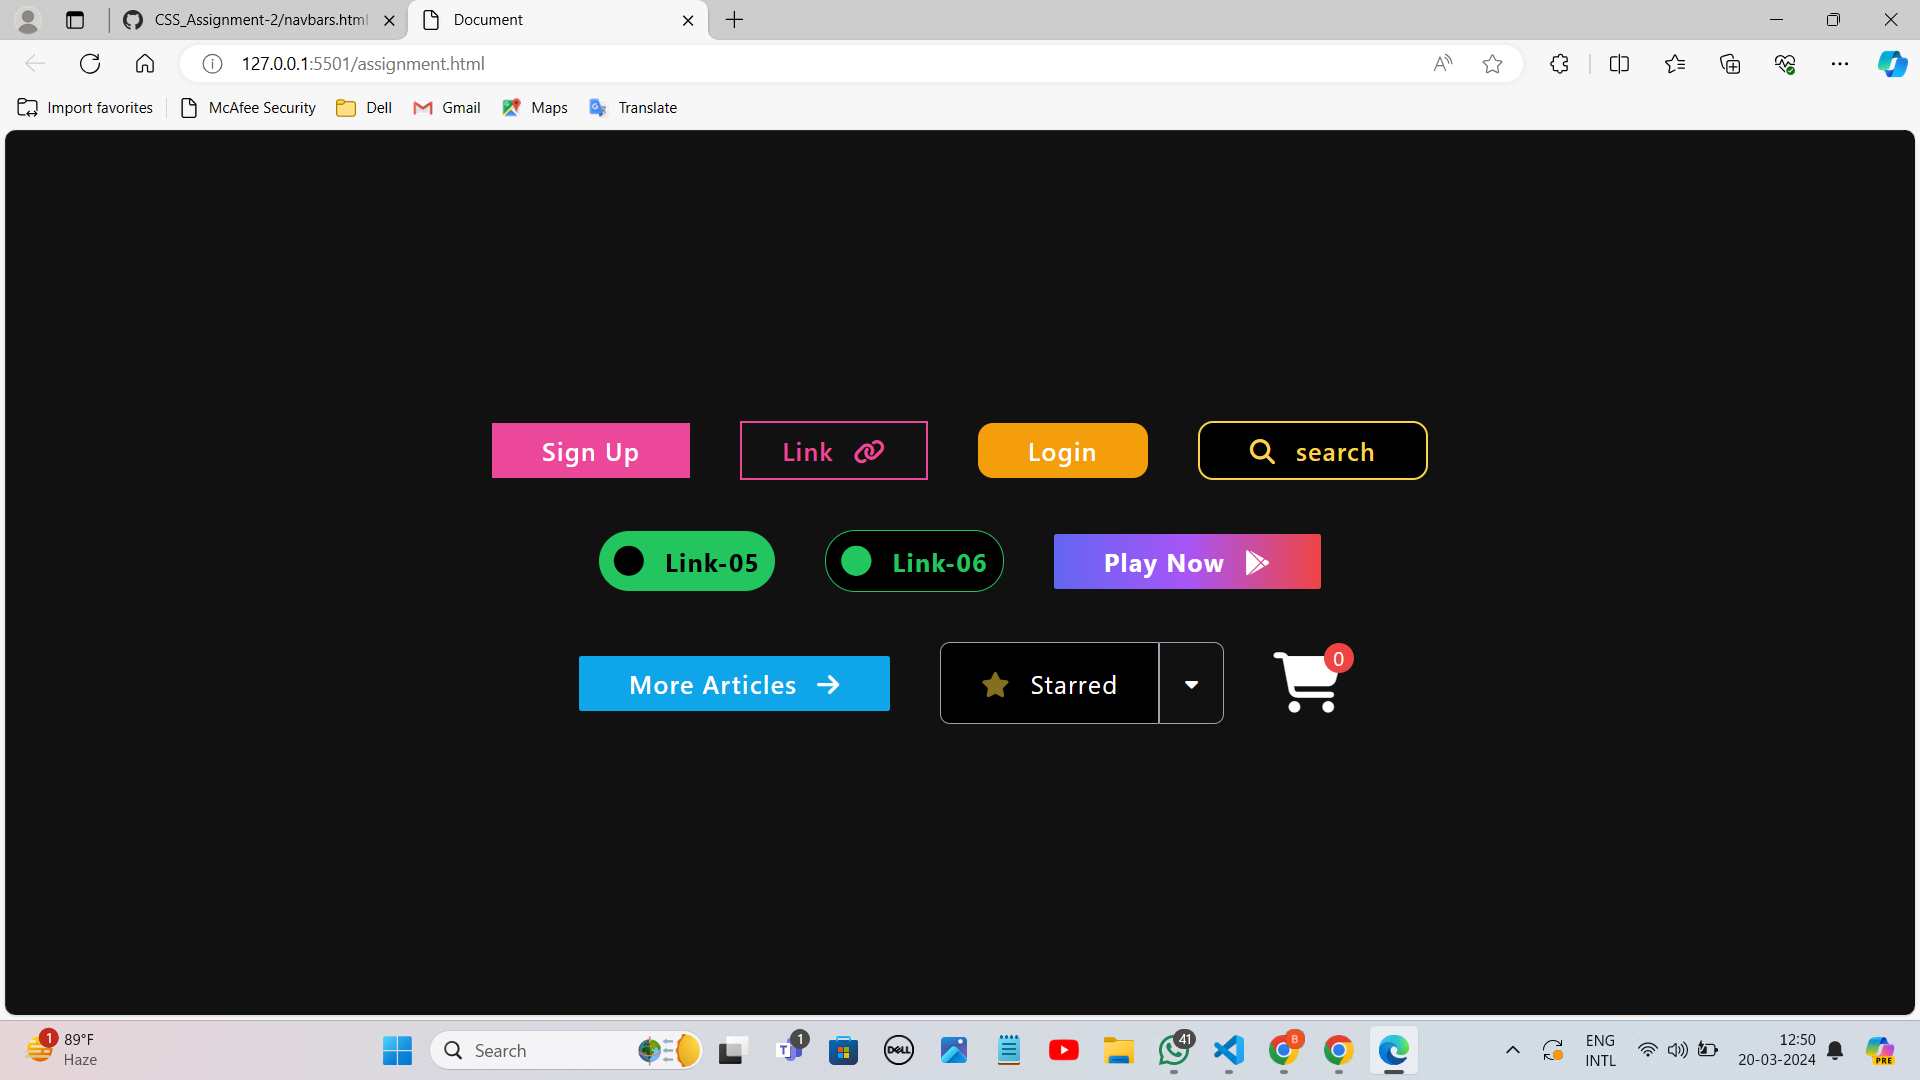 CSS_Assignment-2/navbars.html
Document
127.0.0.1:5501/assignment.html
Import favorites
McAfee Security
Dell
Gmail
Maps
Translate
Sign Up
Link
Login
search
Link-05
Link-06
Play Now
More Articles
Starred
0
1
89°F
Haze
Search
T
1
DELL
41
B
ENG
INTL
12:50
20-03-2024
PRE